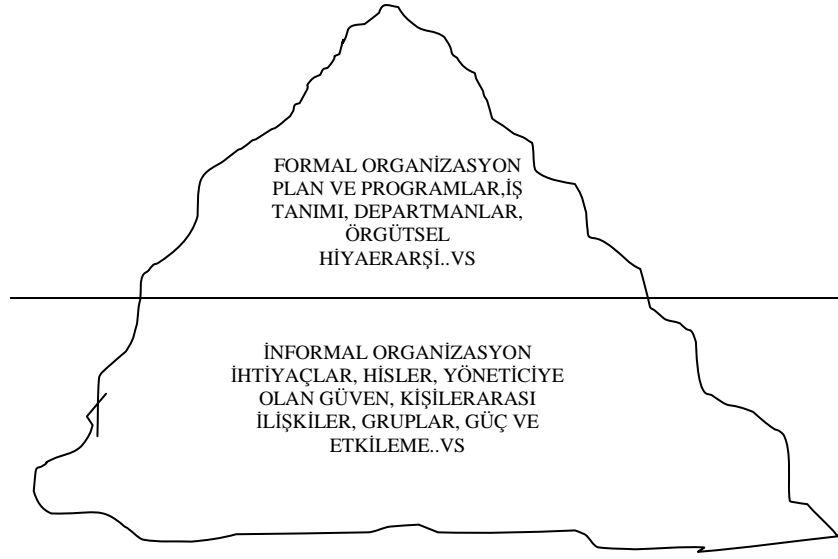 FORMAL ORGANİZASYON
PLAN VE PROGRAMLAR,İŞ
TANIMI, DEPARTMANLAR,
ÖRGÜTSEL
HİYAERARŞİ..VS
İNFORMAL ORGANİZASYON
İHTİYAÇLAR, HİSLER, YÖNETİCİYE
OLAN GÜVEN, KİŞİLERARASI
İLİŞKİLER, GRUPLAR, GÜÇ VE
ETKİLEME..VS